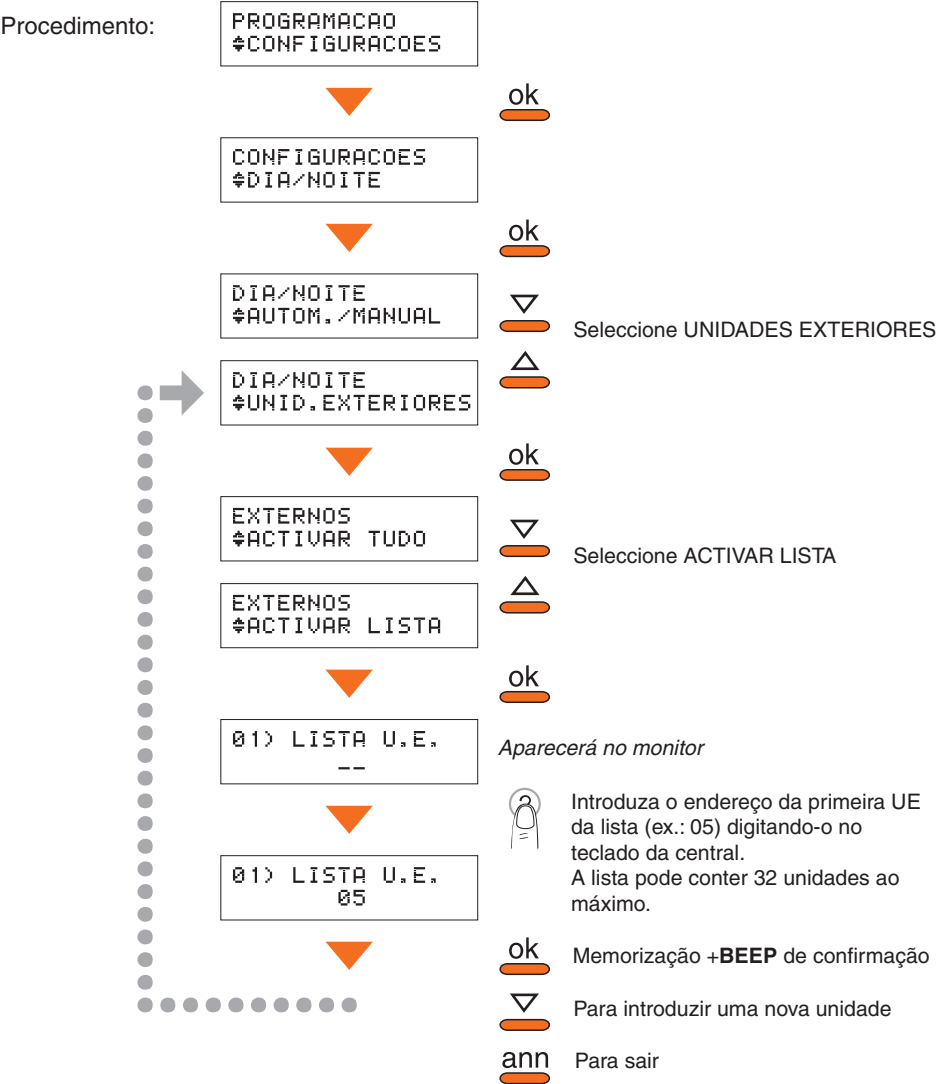 Procedimento:
PROGRAMACAO
CONFIGURACOES
ok
CONFIGURACOES
DIA/NOITE
ok
DIA/NOITE
AUTOM./MANUAL
Seleccione UNIDADES EXTERIORES
DIA/NOITE
UNID.EXTERIORES
ok
EXTERNOS
ACTIVAR TUDO
Seleccione ACTIVAR LISTA
EXTERNOS
ACTIVAR LISTA
ok
01) LISTA U.E.
--
Aparecerá no monitor
2
Introduza o endereço da primeira UE
da lista (ex.: 05) digitando-o no
teclado da central.
A lista pode conter 32 unidades ao
máximo.
01) LISTA U.E.
05
ok
Memorização +BEEP de confirmação
Para introduzir uma nova unidade
ann
Para sair